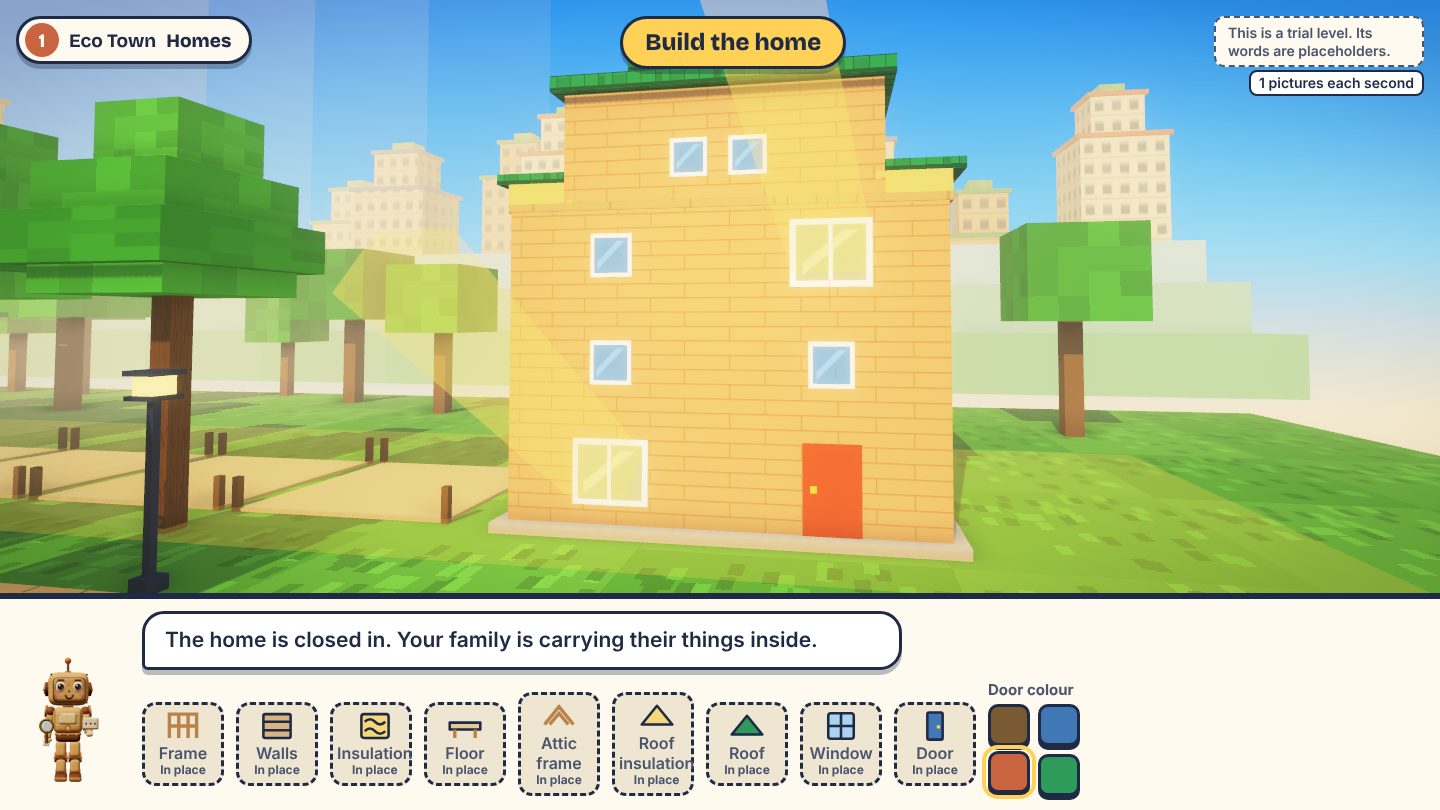 1 Eco Town Homes
Build the home
This is a trial level. Its
words are placeholders.
1 pictures each second
The home is closed in. Your family is carrying their things inside.
Frame
In place
Walls
In place
Insulation
In place
Floor
In place
Attic
frame
In place
Roof
insulation
In place
Roof
In place
Window
In place
Door
In place
Door colour